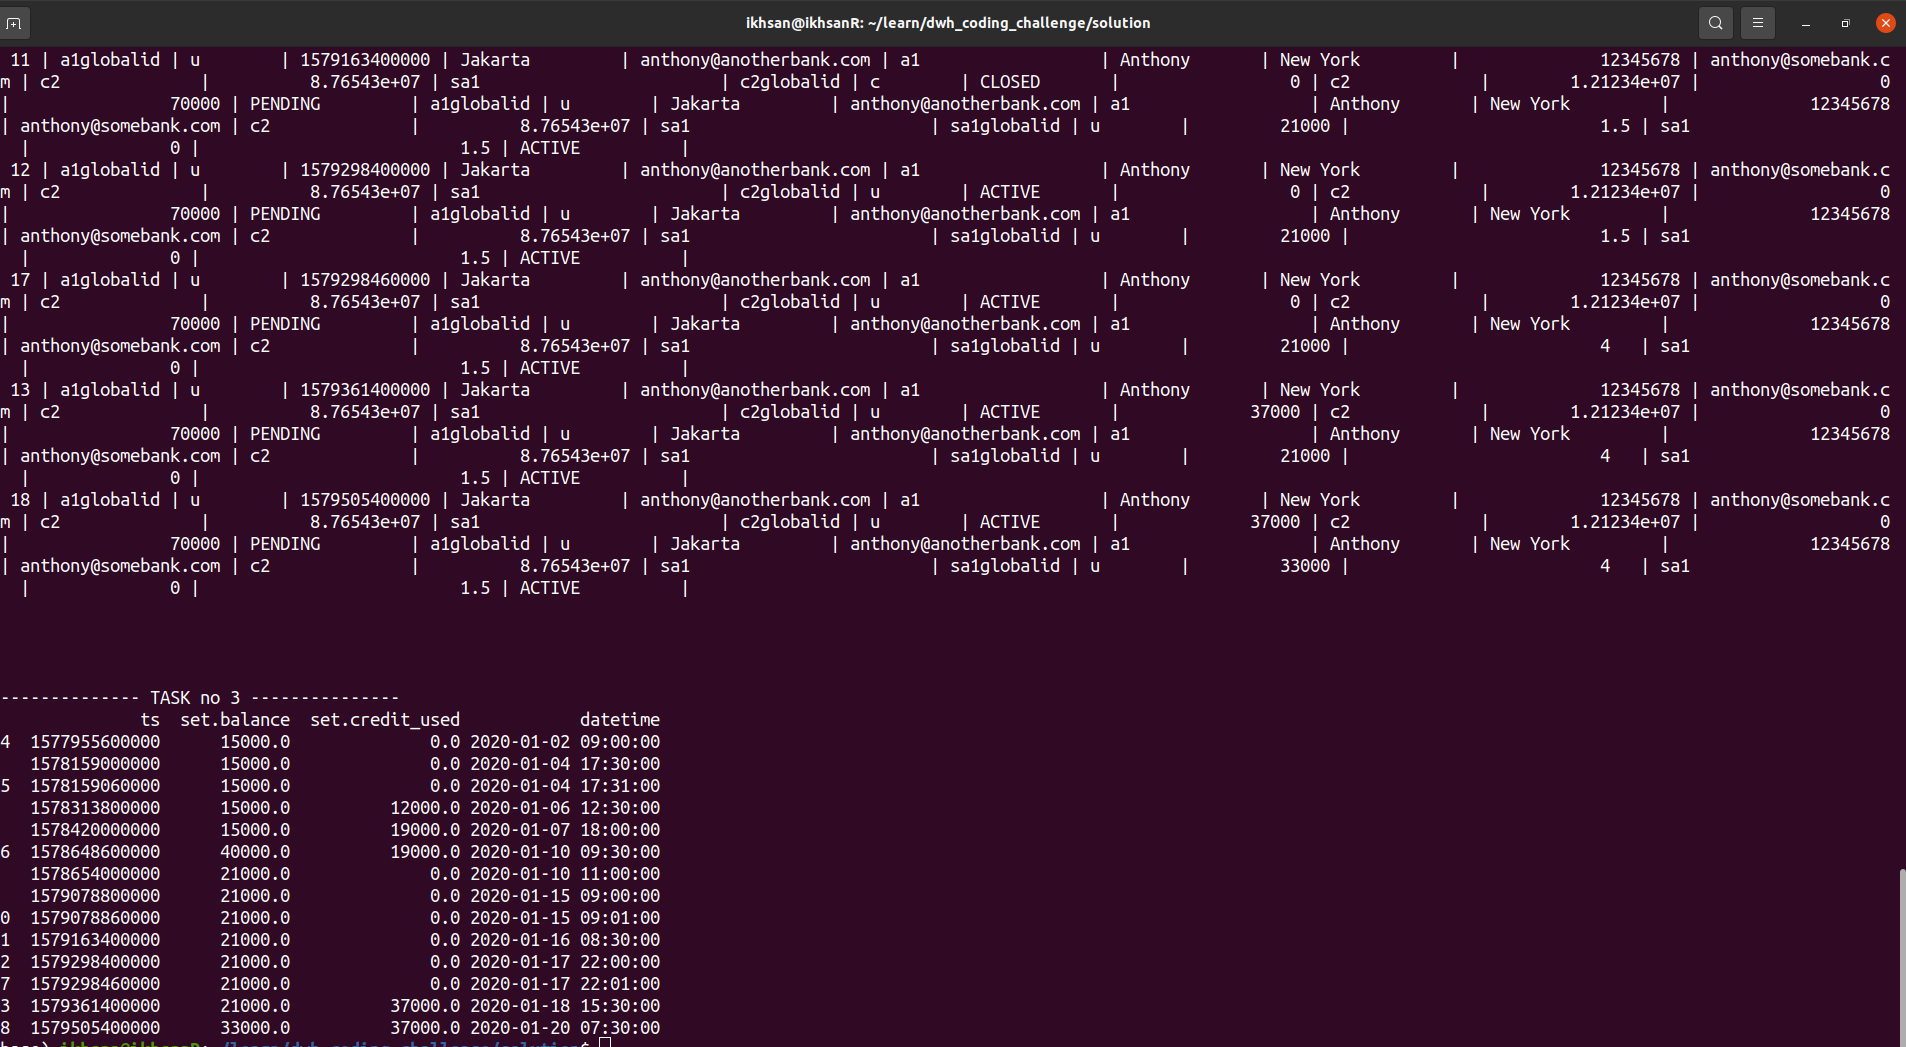 ikhsan@ikhsanR: ~/learn/dwh_coding_challenge/solution
11 | a1globalid | u | 1579163400000 | Jakarta | anthony@anotherbank.com | a1 | Anthony | New York | 12345678 | anthony@somebank.c
m | c2 | 8.76543e+07 | sa1 | c2globalid | c | CLOSED | 0 | c2 | 1.21234e+07 | 0
| 70000 | PENDING | a1globalid | u | Jakarta | anthony@anotherbank.com | a1 | Anthony | New York | 12345678
| anthony@somebank.com | c2 | 8.76543e+07 | sa1 | sa1globalid | u | 21000 | 1.5 | sa1
| 0 | 1.5 | ACTIVE |
12 | a1globalid | u | 1579298400000 | Jakarta | anthony@anotherbank.com | a1 | Anthony | New York | 12345678 | anthony@somebank.c
m | c2 | 8.76543e+07 | sa1 | c2globalid | u | ACTIVE | 0 | c2 | 1.21234e+07 | 0
| 70000 | PENDING | a1globalid | u | Jakarta | anthony@anotherbank.com | a1 | Anthony | New York | 12345678
| anthony@somebank.com | c2 | 8.76543e+07 | sa1 | sa1globalid | u | 21000 | 1.5 | sa1
| 0 | 1.5 | ACTIVE |
17 | a1globalid | u | 1579298460000 | Jakarta | anthony@anotherbank.com | a1 | Anthony | New York | 12345678 | anthony@somebank.c
m | c2 | 8.76543e+07 | sa1 | c2globalid | u | ACTIVE | 0 | c2 | 1.21234e+07 | 0
| 70000 | PENDING | a1globalid | u | Jakarta | anthony@anotherbank.com | a1 | Anthony | New York | 12345678
| anthony@somebank.com | c2 | 8.76543e+07 | sa1 | sa1globalid | u | 21000 | 4 | sa1
| 0 | 1.5 | ACTIVE |
13 | a1globalid | u | 1579361400000 | Jakarta | anthony@anotherbank.com | a1 | Anthony | New York | 12345678 | anthony@somebank.c
m | c2 | 8.76543e+07 | sa1 | c2globalid | u | ACTIVE | 37000 | c2 | 1.21234e+07 | 0
| 70000 | PENDING | a1globalid | u | Jakarta | anthony@anotherbank.com | a1 | Anthony | New York | 12345678
| anthony@somebank.com | c2 | 8.76543e+07 | sa1 | sa1globalid | u | 21000 | 4 | sa1
| 0 | 1.5 | ACTIVE |
18 | a1globalid | u | 1579505400000 | Jakarta | anthony@anotherbank.com | a1 | Anthony | New York | 12345678 | anthony@somebank.c
m | c2 | 8.76543e+07 | sa1 | c2globalid | u | ACTIVE | 37000 | c2 | 1.21234e+07 | 0
| 70000 | PENDING | a1globalid | u | Jakarta | anthony@anotherbank.com | a1 | Anthony | New York | 12345678
| anthony@somebank.com | c2 | 8.76543e+07 | sa1 | sa1globalid | u | 33000 | 4 | sa1
| 0 | 1.5 | ACTIVE |
-------------- TASK no 3 ---------------
ts set.balance set.credit_used datetime
4 1577955600000 15000.0 0.0 2020-01-02 09:00:00
1578159000000 15000.0 0.0 2020-01-04 17:30:00
5 1578159060000 15000.0 0.0 2020-01-04 17:31:00
1578313800000 15000.0 12000.0 2020-01-06 12:30:00
1578420000000 15000.0 19000.0 2020-01-07 18:00:00
6 1578648600000 40000.0 19000.0 2020-01-10 09:30:00
1578654000000 21000.0 0.0 2020-01-10 11:00:00
1579078800000 21000.0 0.0 2020-01-15 09:00:00
0 1579078860000 21000.0 0.0 2020-01-15 09:01:00
1 1579163400000 21000.0 0.0 2020-01-16 08:30:00
2 1579298400000 21000.0 0.0 2020-01-17 22:00:00
7 1579298460000 21000.0 0.0 2020-01-17 22:01:00
3 1579361400000 21000.0 37000.0 2020-01-18 15:30:00
8 1579505400000 33000.0 37000.0 2020-01-20 07:30:00